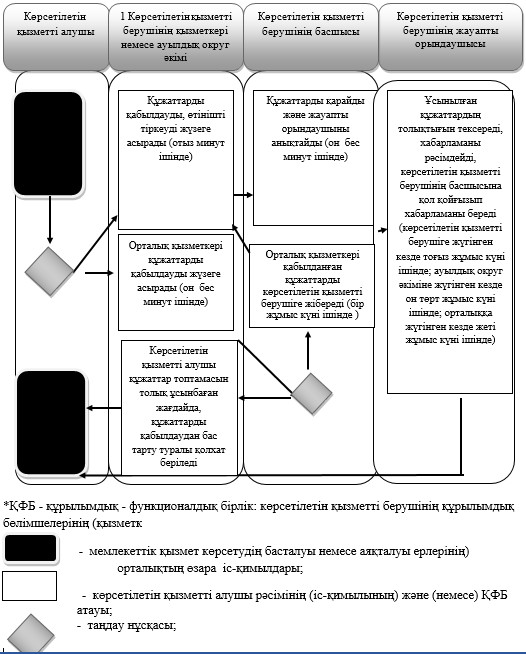 Көрсетілетін
қызметті алушы
1 Көрсетілетінқызметті
берушінің қызметкері
немесе ауылдық округ
әкімі
Көрсетілетін қызметті
берушінің басшысы
Көрсетілетін қызметті
берушінің жауапты
орындаушысы
Құжаттарды
қабылдауды, өтінішті
тіркеуді жүзеге
асырады (отыз минут
ішінде)
Құжаттарды қарайды
және жауапты
орындаушыны
анықтайды (он  бес
минут ішінде)
Ұсынылған
құжаттардың
толықтығын тексереді,
хабарламаны
рәсімдейді,
көрсетілетін қызметті
берушінің басшысына
қол қойғызып
хабарламаны береді
(көрсетілетін қызметті
берушіге жүгінген
кезде тоғыз жұмыс күні
ішінде; ауылдық округ
әкіміне жүгінген кезде
он төрт жұмыс күні
ішінде; орталыққа
жүгінген кезде жеті
жұмыс күні ішінде)
Орталық қызметкері
құжаттарды
қабылдауды жүзеге
асырады (он  бес
минут ішінде)
Орталық қызметкері
қабылданған
құжаттарды
көрсетілетін қызметті
берушіге жібереді (бір
жұмыс күні ішінде )
Көрсетілетін
қызметті алушы
құжаттар топтамасын
толық ұсынбаған
жағдайда,
құжаттарды
қабылдаудан бас
тарту туралы қолхат
беріледі
*ҚФБ - құрылымдық - функционалдық бірлік: көрсетілетін қызметті берушінің құрылымдық
бөлімшелерінің (қызметк
-  мемлекеттік қызмет көрсетудің басталуы немесе аяқталуы ерлерінің)
орталықтың өзара  іс-қимылдары;
-  көрсетілетін қызметті алушы рәсімінің (іс-қимылының) және (немесе) ҚФБ
атауы;
-  таңдау нұсқасы;